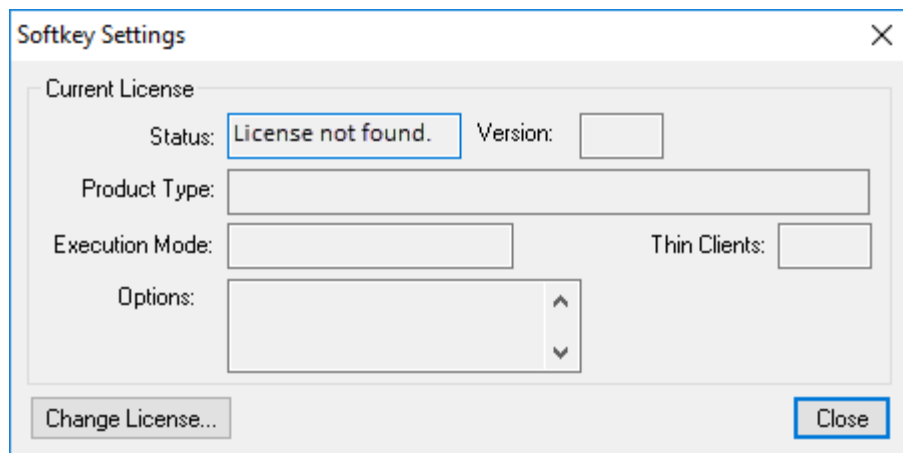 Softkey Settings
Current License
Status: License not found. Version:
Product Type:
Execution Mode: Thin Clients:
Options:
Change License... Close